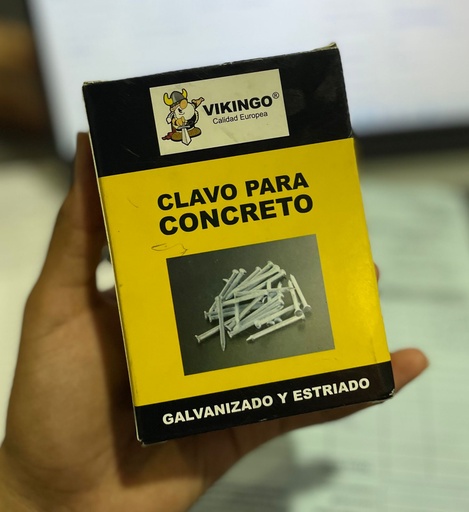 VIKINGO®
Calidad Europea
CLAVO PARA
CONCRETO
GALVANIZADO Y ESTRIADO